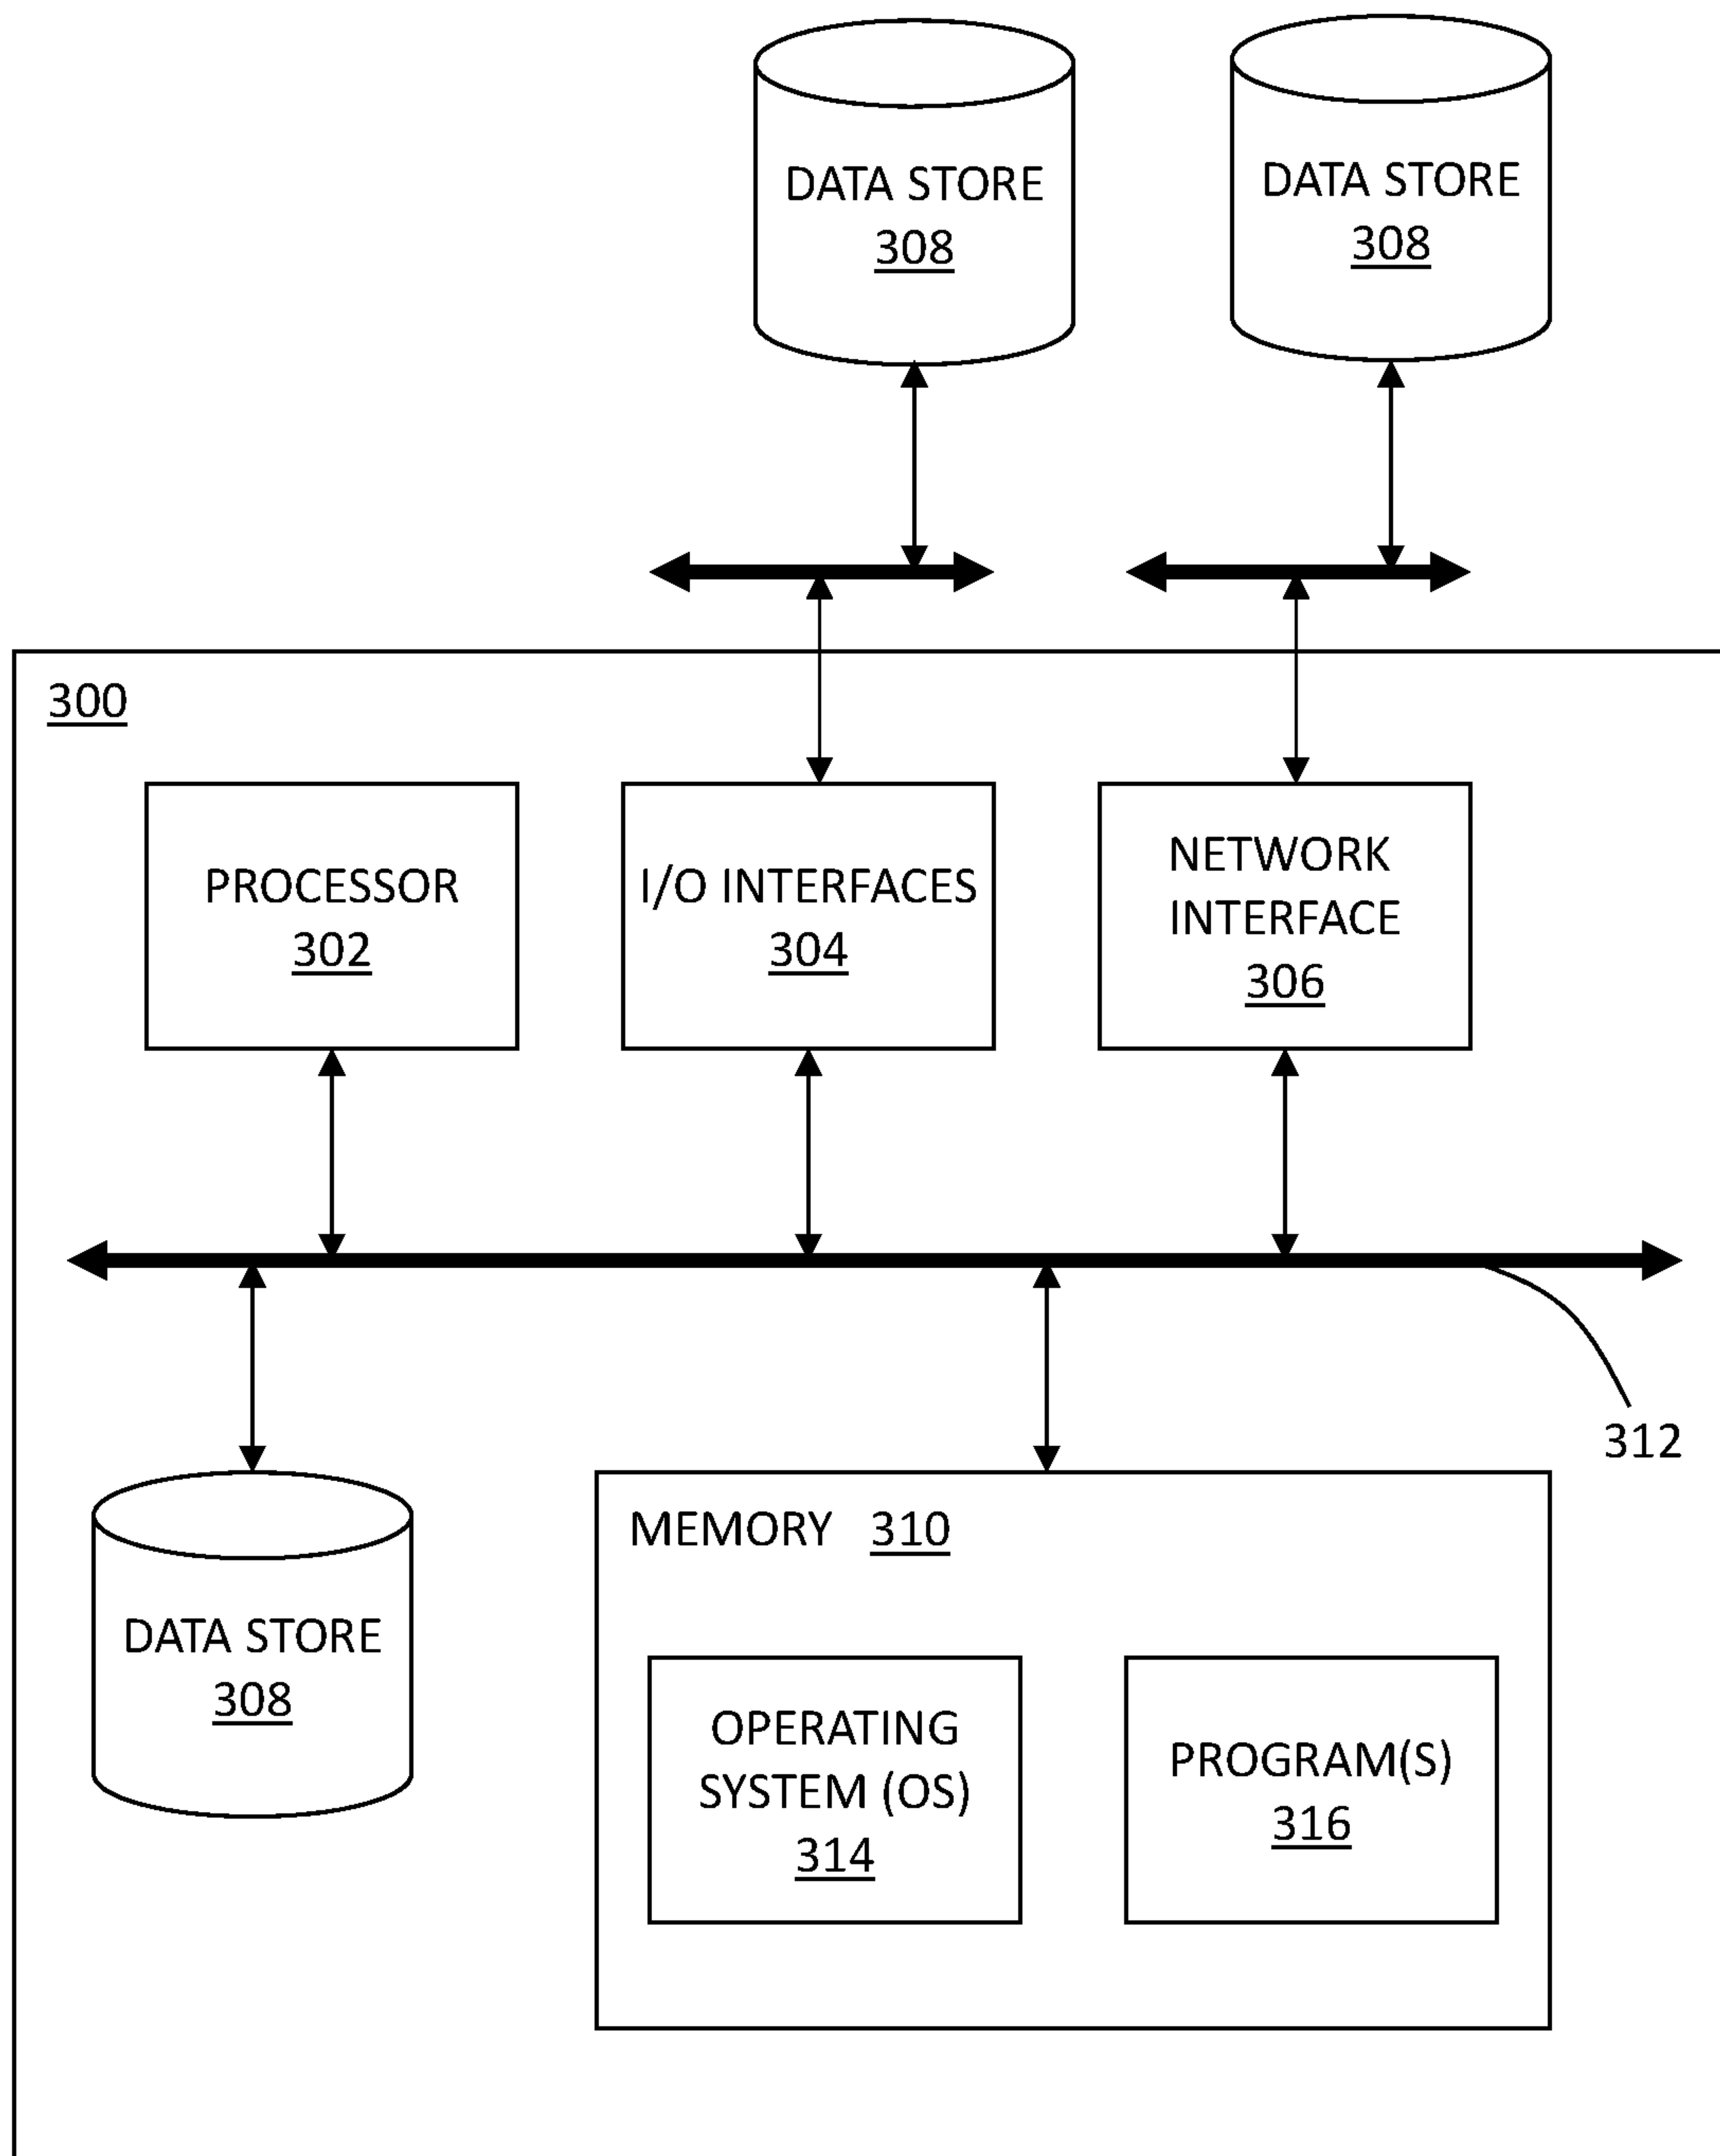 DATA STORE
308
DATA STORE
308
300
PROCESSOR
302
I/O INTERFACES
304
NETWORK
INTERFACE
306
312
MEMORY 310
DATA STORE
308
OPERATING
SYSTEM (OS)
314
PROGRAM(S)
316